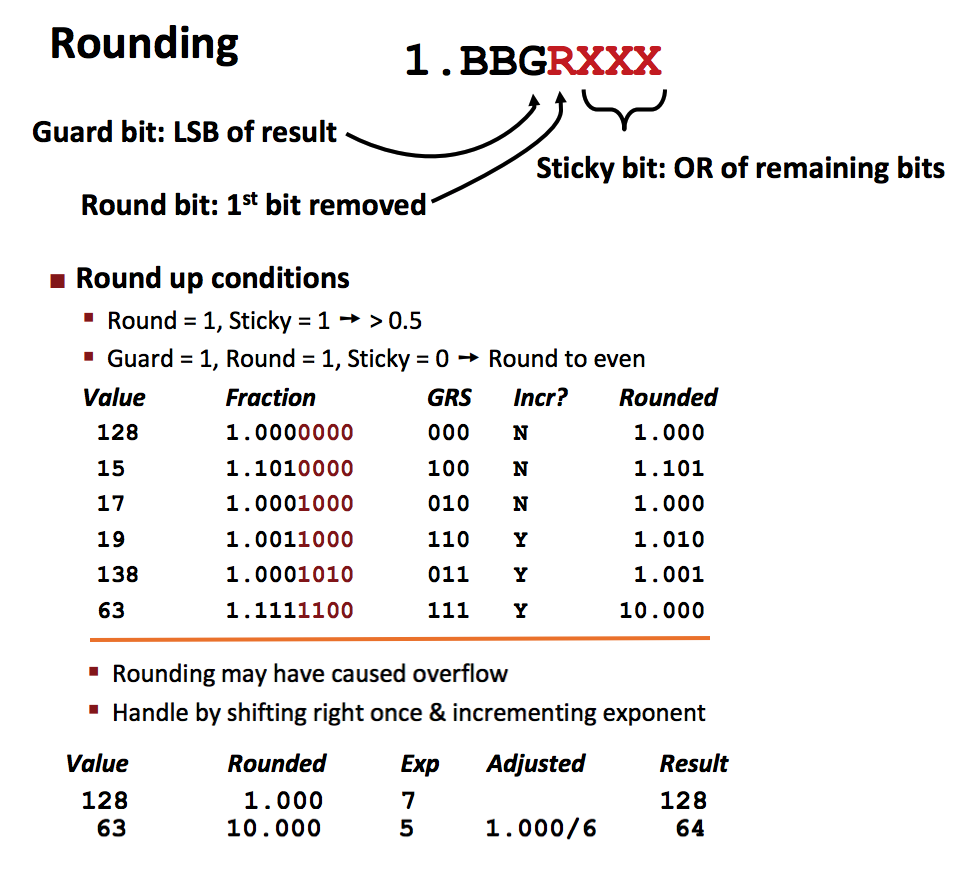 Rounding
1.BBGRXXX
Guard bit: LSB of result
Sticky bit: OR of remaining bits
Round bit: 1st bit removed
■ Round up conditions
▪ Round = 1, Sticky = 1 ➙ > 0.5
▪ Guard = 1, Round = 1, Sticky = 0 ➙ Round to even
Value Fraction GRS Incr? Rounded
128 1.0000000 000 N 1.000
15 1.1010000 100 N 1.101
17 1.0001000 010 N 1.000
19 1.0011000 110 Y 1.010
138 1.0001010 011 Y 1.001
63 1.1111100 111 Y 10.000
▪ Rounding may have caused overflow
▪ Handle by shifting right once & incrementing exponent
Value Rounded Exp Adjusted Result
128 1.000 7 128
63 10.000 5 1.000/6 64